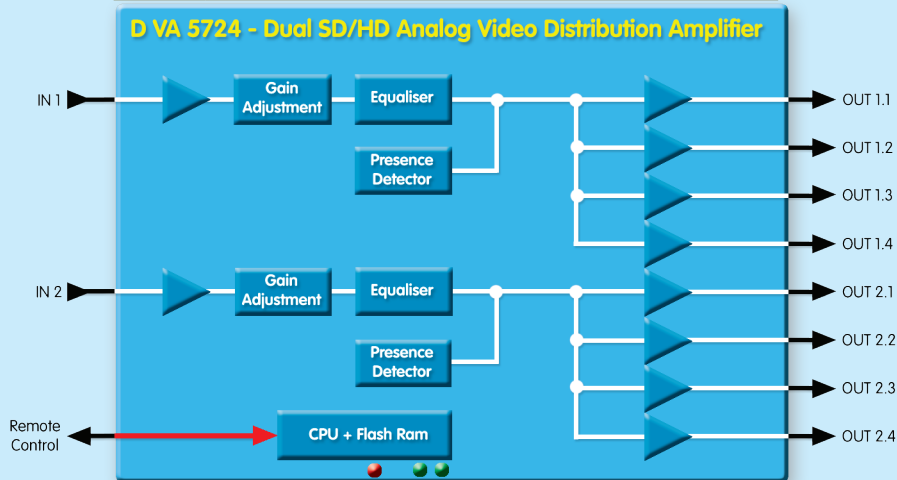 D VA 5724 - Dual SD/HD Analog Video Distribution Amplifier
IN 1
Gain
Adjustment
Equaliser
Presence
Detector
OUT 1.1
OUT 1.2
OUT 1.3
OUT 1.4
IN 2
Gain
Adjustment
Equaliser
Presence
Detector
OUT 2.1
OUT 2.2
OUT 2.3
OUT 2.4
Remote
Control
CPU + Flash Ram